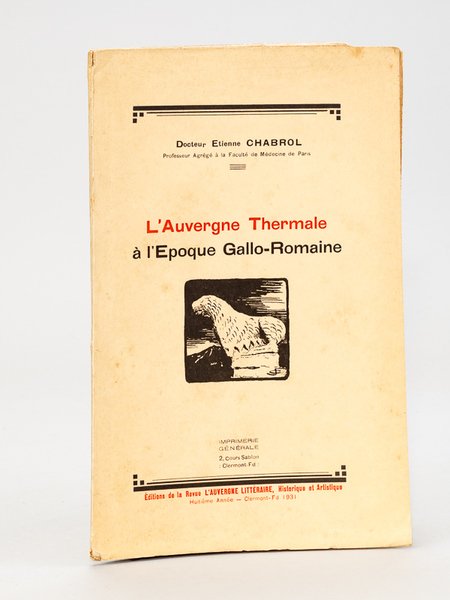 Docteur Etienne CHABROL
Professeur Agrégé à la Faculté de Médecine de Paris
L'Auvergne Thermale
à l'Epoque Gallo-Romaine
IMPRIMERIE
GÉNÉRALE
2, Cours Sablon
Clermont-Fd
Éditions de la Revue L'AUVERGNE LITTÉRAIRE, Historique et Artistique
Huitième Année — Clermont-Fd 1931